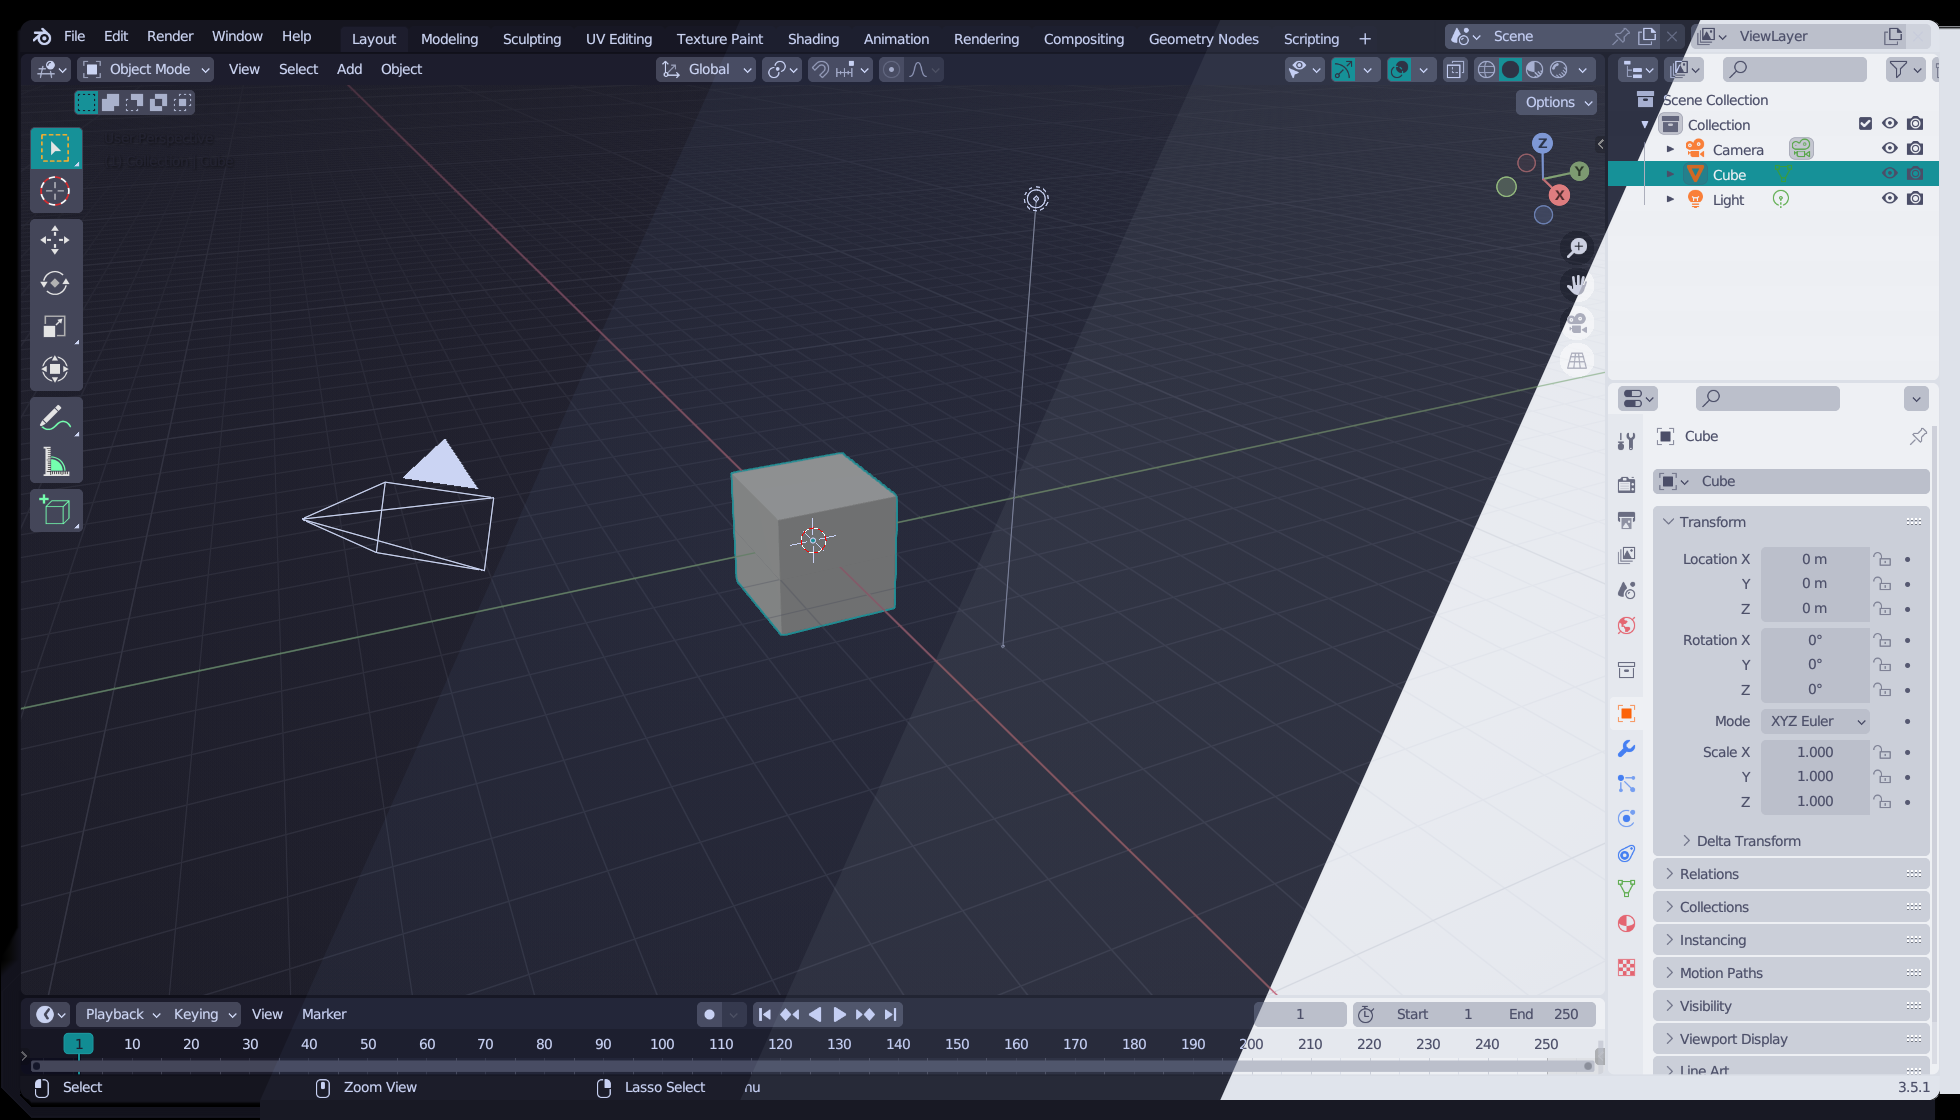 File Edit Render Window Help Layout Modeling Sculpting UV Editing Texture Paint Shading Animation Rendering Compositing Geometry Nodes Scripting + Scene ViewLayer
Object Mode View Select Add Object Global
Options
User Perspective
(1) Collection | Cube
Z
Y
X
Scene Collection
Collection
Camera
Cube
Light
Cube
Cube
Transform
Location X 0 m
Y 0 m
Z 0 m
Rotation X 0°
Y 0°
Z 0°
Mode XYZ Euler
Scale X 1.000
Y 1.000
Z 1.000
Delta Transform
Relations
Collections
Instancing
Motion Paths
Visibility
Viewport Display
Line Art
Playback Keying View Marker 1 Start 1 End 250
1 10 20 30 40 50 60 70 80 90 100 110 120 130 140 150 160 170 180 190 200 210 220 230 240 250
Select Zoom View Lasso Select nu 3.5.1